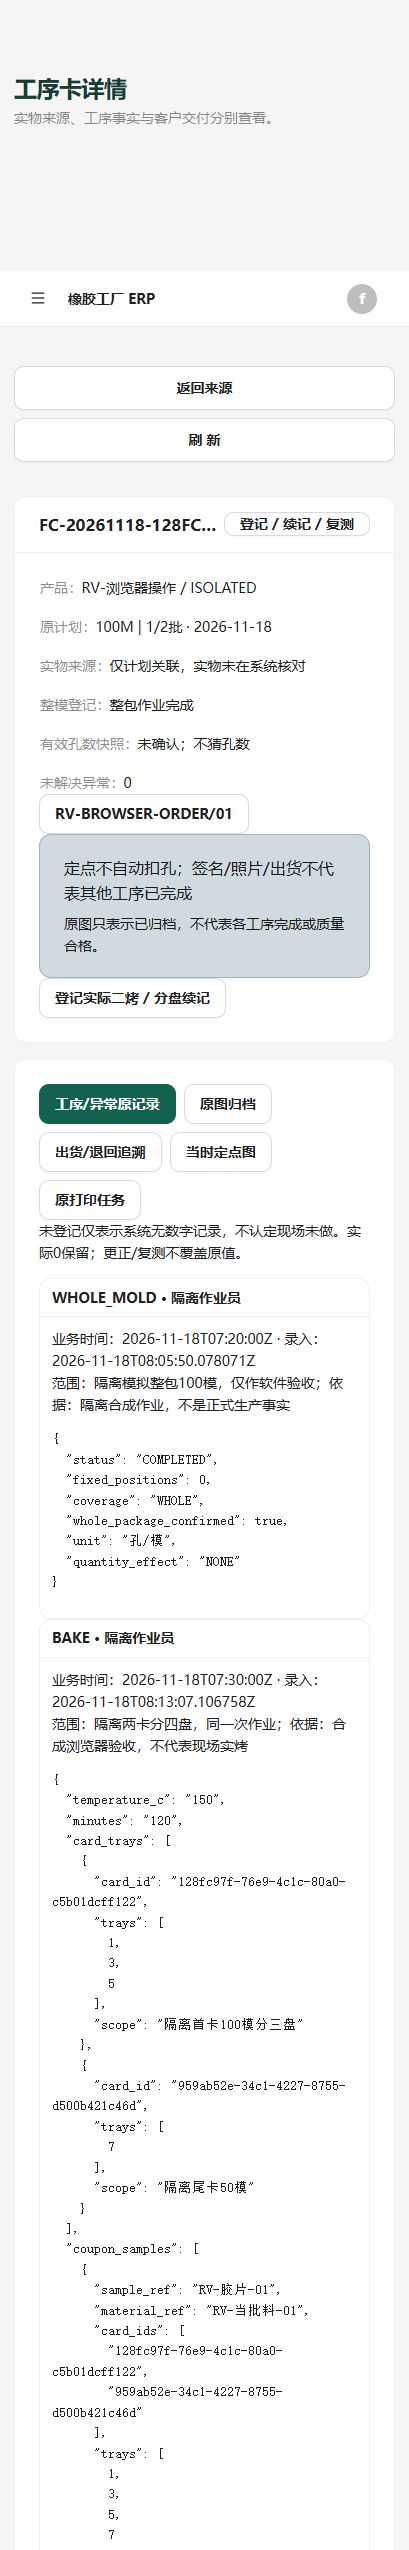 工序卡详情
实物来源、工序事实与客户交付分别查看。
橡胶工厂 ERP
f
返回来源
刷 新
FC-20261118-128FC...
登记 / 续记 / 复测
产品：RV-浏览器操作 / ISOLATED
原计划：100M | 1/2批 · 2026-11-18
实物来源：仅计划关联，实物未在系统核对
整模登记：整包作业完成
有效孔数快照：未确认；不猜孔数
未解决异常：0
RV-BROWSER-ORDER/01
定点不自动扣孔；签名/照片/出货不代
表其他工序已完成
原图只表示已归档，不代表各工序完成或质量
合格。
登记实际二烤 / 分盘续记
工序/异常原记录
原图归档
出货/退回追溯
当时定点图
原打印任务
未登记仅表示系统无数字记录，不认定现场未做。实
际0保留；更正/复测不覆盖原值。
WHOLE_MOLD • 隔离作业员
业务时间：2026-11-18T07:20:00Z · 录入：
2026-11-18T08:05:50.078071Z
范围：隔离模拟整包100模，仅作软件验收；依
据：隔离合成作业，不是正式生产事实
{
"status": "COMPLETED",
"fixed_positions": 0,
"coverage": "WHOLE",
"whole_package_confirmed": true,
"unit": "孔/模",
"quantity_effect": "NONE"
}
BAKE • 隔离作业员
业务时间：2026-11-18T07:30:00Z · 录入：
2026-11-18T08:13:07.106758Z
范围：隔离两卡分四盘，同一次作业；依据：合
成浏览器验收，不代表现场实烤
{
"temperature_c": "150",
"minutes": "120",
"card_trays": [
{
"card_id": "128fc97f-76e9-4c1c-80a0-
c5b01dcff122",
"trays": [
1,
3,
5
],
"scope": "隔离首卡100模分三盘"
},
{
"card_id": "959ab52e-34c1-4227-8755-
d500b421c46d",
"trays": [
7
],
"scope": "隔离尾卡50模"
}
],
"coupon_samples": [
{
"sample_ref": "RV-胶片-01",
"material_ref": "RV-当批料-01",
"card_ids": [
"128fc97f-76e9-4c1c-80a0-
c5b01dcff122",
"959ab52e-34c1-4227-8755-
d500b421c46d"
],
"trays": [
1,
3,
5,
7